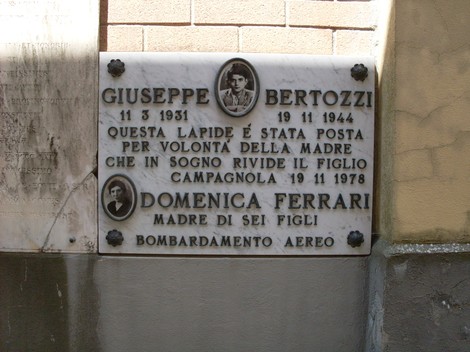 GIUSEPPE BERTOZZI
11 3 1931 19 11 1944
QUESTA LAPIDE É STATA POSTA
PER VOLONTÀ DELLA MADRE
CHE IN SOGNO RIVIDE IL FIGLIO
CAMPAGNOLA 19 11 1978
DOMENICA FERRARI
MADRE DI SEI FIGLI
BOMBARDAMENTO AEREO